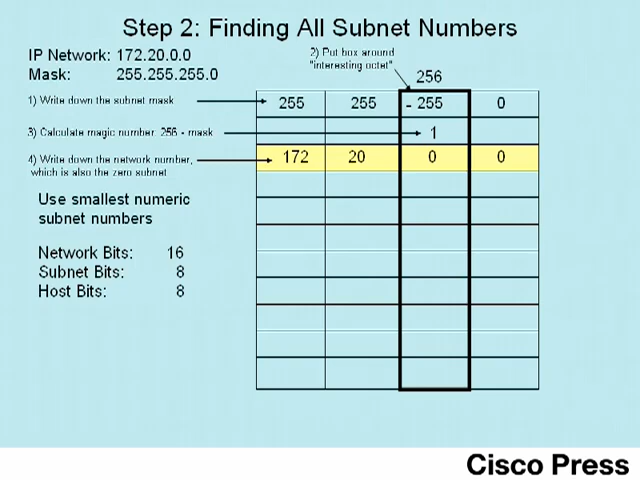 Step 2: Finding All Subnet Numbers
IP Network: 172.20.0.0
Mask: 255.255.255.0
2) Put box around
"interesting octet"
256
1) Write down the subnet mask
255 255 - 255 0
3) Calculate magic number: 256 - mask
1
4) Write down the network number,
which is also the zero subnet
172 20 0 0
Use smallest numeric
subnet numbers
Network Bits: 16
Subnet Bits: 8
Host Bits: 8
Cisco Press